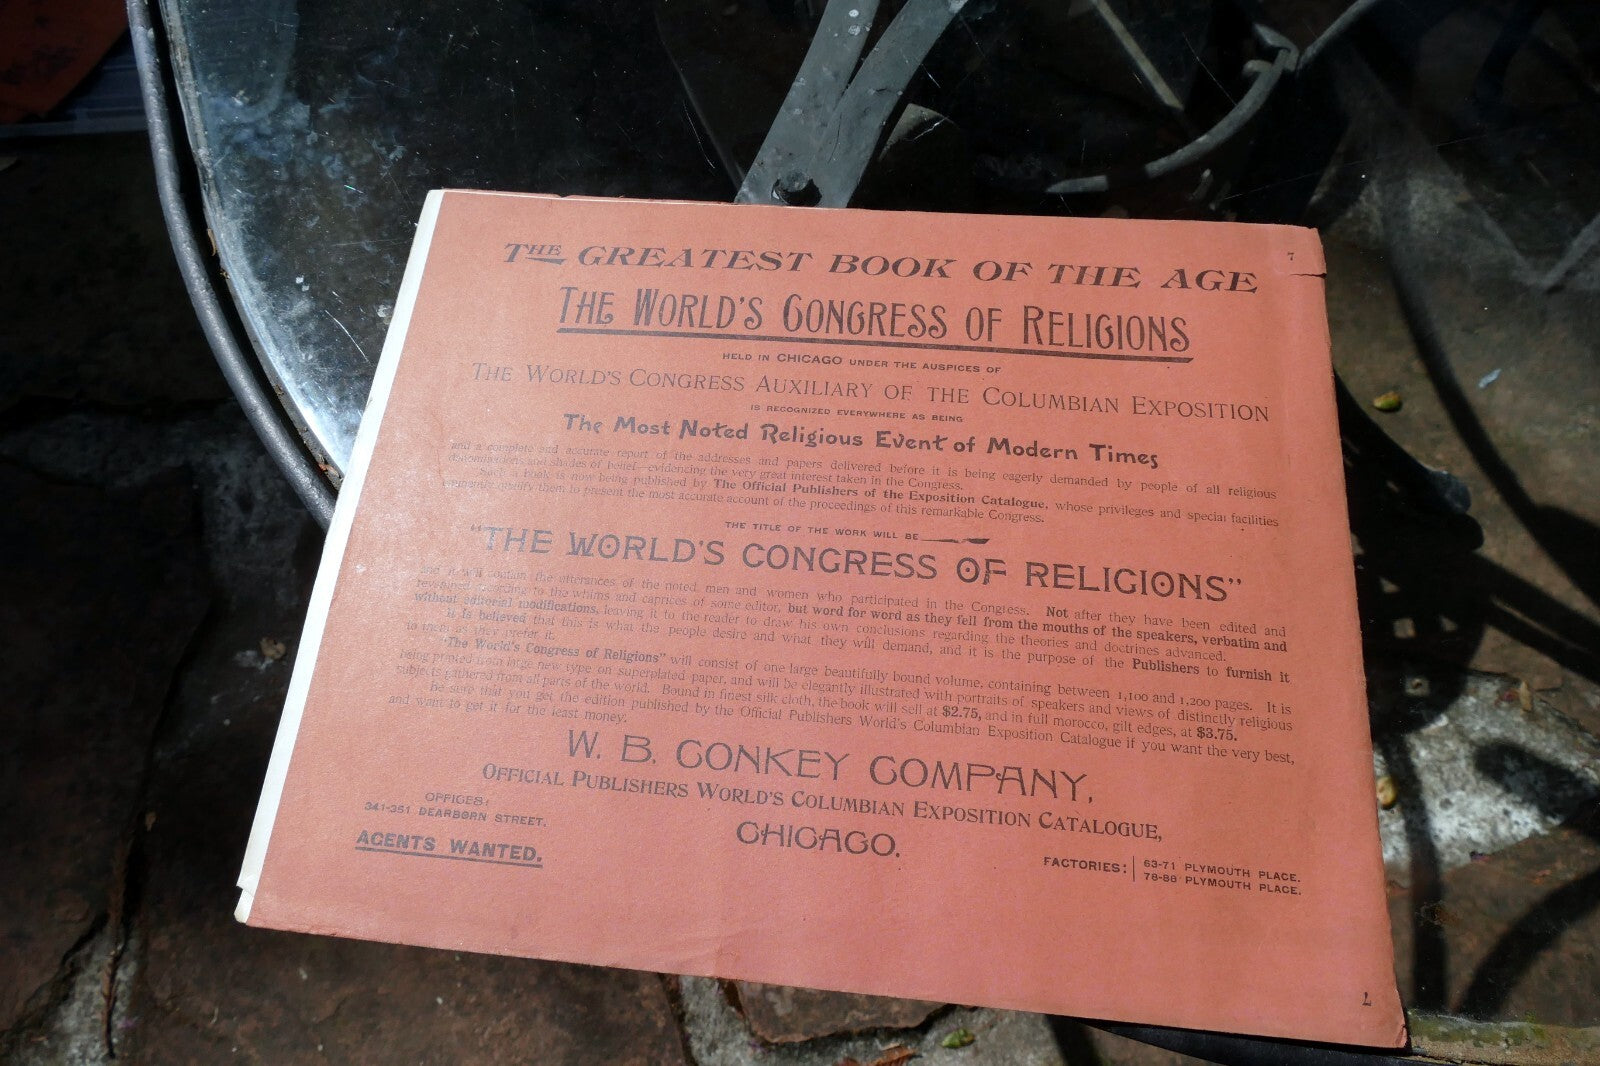 7
THE GREATEST BOOK OF THE AGE
THE WORLD'S CONGRESS OF RELIGIONS
HELD IN CHICAGO UNDER THE AUSPICES OF
THE WORLD'S CONGRESS AUXILIARY OF THE COLUMBIAN EXPOSITION
IS RECOGNIZED EVERYWHERE AS BEING
The Most Noted Religious Event of Modern Times
and a complete and accurate report of the addresses and papers delivered before it is being eagerly demanded by people of all religious
denominations and shades of belief—evidencing the very great interest taken in the Congress.
Such a book is now being published by The Official Publishers of the Exposition Catalogue, whose privileges and special facilities
eminently qualify them to present the most accurate account of the proceedings of this remarkable Congress.
THE TITLE OF THE WORK WILL BE
"THE WORLD'S CONGRESS OF RELIGIONS"
and it will contain the utterances of the noted men and women who participated in the Congress. Not after they have been edited and
revephed according to the whims and caprices of some editor, but word for word as they fell from the mouths of the speakers, verbatim and
without editorial modifications, leaving it to the reader to draw his own conclusions regarding the theories and doctrines advanced.
It is believed that this is what the people desire and what they will demand, and it is the purpose of the Publishers to furnish it
to them as they prefer it.
"The World's Congress of Religions" will consist of one large beautifully bound volume, containing between 1,100 and 1,200 pages. It is
being printed from large new type on superplated paper, and will be elegantly illustrated with portraits of speakers and views of distinctly religious
subjects gathered from all parts of the world. Bound in finest silk cloth, the book will sell at $2.75, and in full morocco, gilt edges, at $3.75.
Be sure that you get the edition published by the Official Publishers World's Columbian Exposition Catalogue if you want the very best,
and want to get it for the least money.
W. B. CONKEY COMPANY,
OFFICIAL PUBLISHERS WORLD'S COLUMBIAN EXPOSITION CATALOGUE,
CHICAGO.
OFFICES:
341-351 DEARBORN STREET.
AGENTS WANTED.
FACTORIES: 63-71 PLYMOUTH PLACE.
78-88 PLYMOUTH PLACE.
7